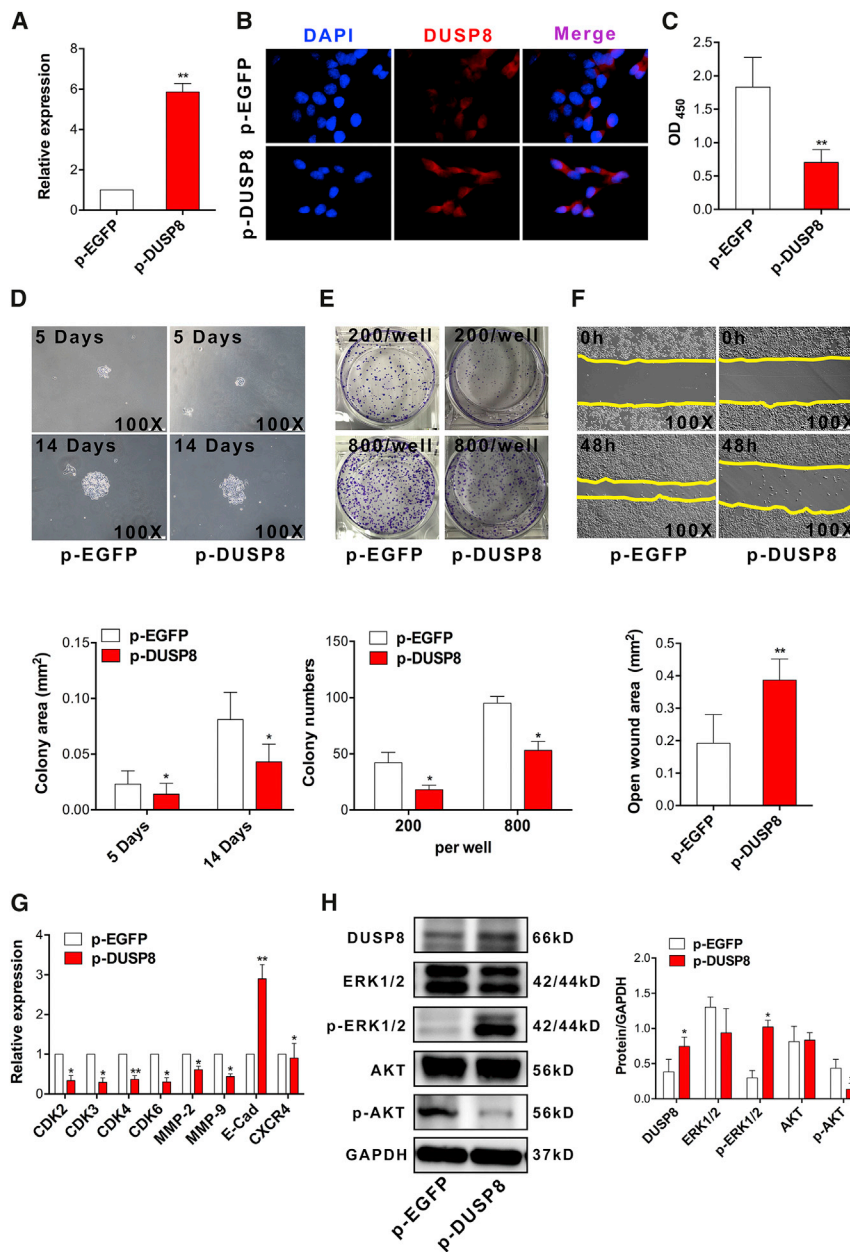 A
Relative expression
8
6
4
2
0
**
p-EGFP
p-DUSP8
B
DAPI
DUSP8
Merge
p-EGFP
p-DUSP8
C
OD450
2.5
2.0
1.5
1.0
0.5
0.0
**
p-EGFP
p-DUSP8
D
5 Days
100X
5 Days
100X
14 Days
100X
14 Days
100X
p-EGFP
p-DUSP8
Colony area (mm2)
0.15
0.10
0.05
0.00
p-EGFP
p-DUSP8
*
*
5 Days
14 Days
E
200/well
200/well
800/well
800/well
p-EGFP
p-DUSP8
Colony numbers
150
100
50
0
p-EGFP
p-DUSP8
*
*
200
800
per well
F
0h
100X
0h
100X
48h
100X
48h
100X
p-EGFP
p-DUSP8
Open wound area (mm2)
0.5
0.4
0.3
0.2
0.1
0.0
**
p-EGFP
p-DUSP8
G
Relative expression
4
3
2
1
0
p-EGFP
p-DUSP8
*
*
**
*
*
*
**
*
CDK2
CDK3
CDK4
CDK6
MMP-2
MMP-9
E-Cad
CXCR4
H
DUSP8
66kD
ERK1/2
42/44kD
p-ERK1/2
42/44kD
AKT
56kD
p-AKT
56kD
GAPDH
37kD
p-EGFP
p-DUSP8
Protein/GAPDH
2.0
1.5
1.0
0.5
0.0
p-EGFP
p-DUSP8
*
*
DUSP8
ERK1/2
p-ERK1/2
AKT
p-AKT